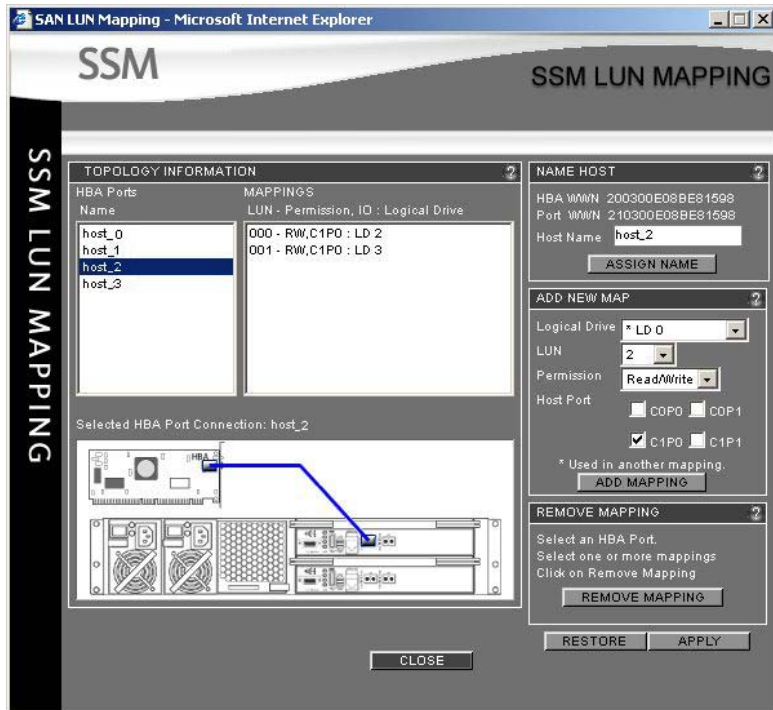 SAN LUN Mapping - Microsoft Internet Explorer
SSM
SSM LUN MAPPING
SSM LUN MAPPING
TOPOLOGY INFORMATION ?
HBA Ports
Name
MAPPINGS
LUN - Permission, IO : Logical Drive
host_0
host_1
host_2
host_3
000 - RW,C1P0 : LD 2
001 - RW,C1P0 : LD 3
Selected HBA Port Connection: host_2
HBA
NAME HOST ?
HBA WWN 200300E08BE81598
Port WWN 210300E08BE81598
Host Name host_2
ASSIGN NAME
ADD NEW MAP ?
Logical Drive * LD 0
LUN 2
Permission Read/Write
Host Port
C0P0 C0P1
C1P0 C1P1
* Used in another mapping.
ADD MAPPING
REMOVE MAPPING ?
Select an HBA Port.
Select one or more mappings
Click on Remove Mapping
REMOVE MAPPING
RESTORE APPLY
CLOSE